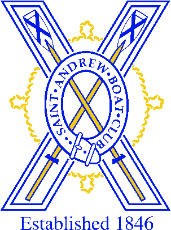 SAINT · ANDREW · BOAT · CLUB
Established 1846